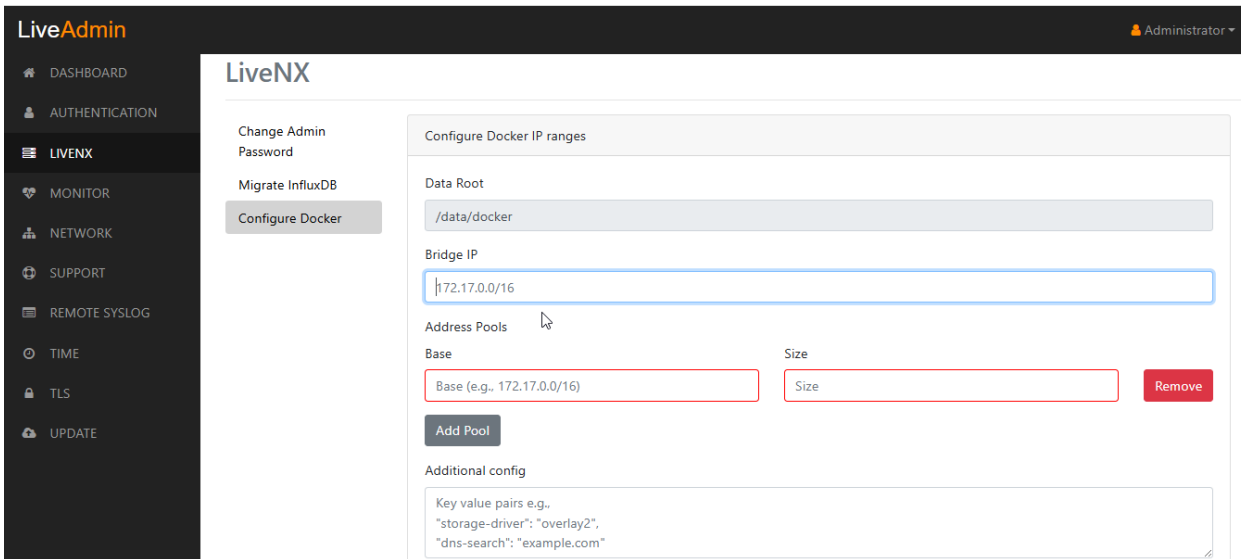 LiveAdmin
Administrator
DASHBOARD
AUTHENTICATION
LIVENX
MONITOR
NETWORK
SUPPORT
REMOTE SYSLOG
TIME
TLS
UPDATE
LiveNX
Change Admin
Password
Migrate InfluxDB
Configure Docker
Configure Docker IP ranges
Data Root
/data/docker
Bridge IP
172.17.0.0/16
Address Pools
Base
Size
Base (e.g., 172.17.0.0/16)
Size
Remove
Add Pool
Additional config
Key value pairs e.g.,
"storage-driver": "overlay2",
"dns-search": "example.com"